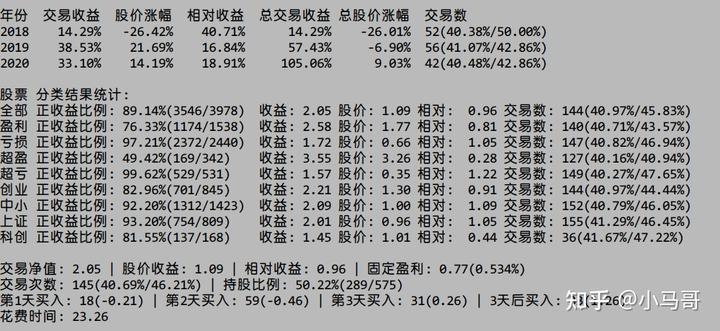 年份 交易收益 股价涨幅 相对收益 总交易收益 总股价涨幅 交易数
2018 14.29% -26.42% 40.71% 14.29% -26.01% 52(40.38%/50.00%)
2019 38.53% 21.69% 16.84% 57.43% -6.90% 56(41.07%/42.86%)
2020 33.10% 14.19% 18.91% 105.06% 9.03% 42(40.48%/42.86%)
股票 分类结果统计:
全部 正收益比例: 89.14%(3546/3978) 收益: 2.05 股价: 1.09 相对: 0.96 交易数: 144(40.97%/45.83%)
盈利 正收益比例: 76.33%(1174/1538) 收益: 2.58 股价: 1.77 相对: 0.81 交易数: 140(40.71%/43.57%)
亏损 正收益比例: 97.21%(2372/2440) 收益: 1.72 股价: 0.66 相对: 1.05 交易数: 147(40.82%/46.94%)
超盈 正收益比例: 49.42%(169/342) 收益: 3.55 股价: 3.26 相对: 0.28 交易数: 127(40.16%/40.94%)
超亏 正收益比例: 99.62%(529/531) 收益: 1.57 股价: 0.35 相对: 1.22 交易数: 149(40.27%/47.65%)
创业 正收益比例: 82.96%(701/845) 收益: 2.21 股价: 1.30 相对: 0.91 交易数: 144(40.97%/44.44%)
中小 正收益比例: 92.20%(1312/1423) 收益: 2.09 股价: 1.00 相对: 1.09 交易数: 152(40.79%/46.05%)
上证 正收益比例: 93.20%(754/809) 收益: 2.01 股价: 0.96 相对: 1.05 交易数: 155(41.29%/46.45%)
科创 正收益比例: 81.55%(137/168) 收益: 1.45 股价: 1.01 相对: 0.44 交易数: 36(41.67%/47.22%)
交易净值: 2.05 | 股价收益: 1.09 | 相对收益: 0.96 | 固定盈利: 0.77(0.534%)
交易次数: 145(40.69%/46.21%) | 持股比例: 50.22%(289/575)
第1天买入: 18(-0.21) | 第2天买入: 59(-0.46) | 第3天买入: 31(0.26) | 3天后买入:
花费时间: 23.26
知乎 @小马哥